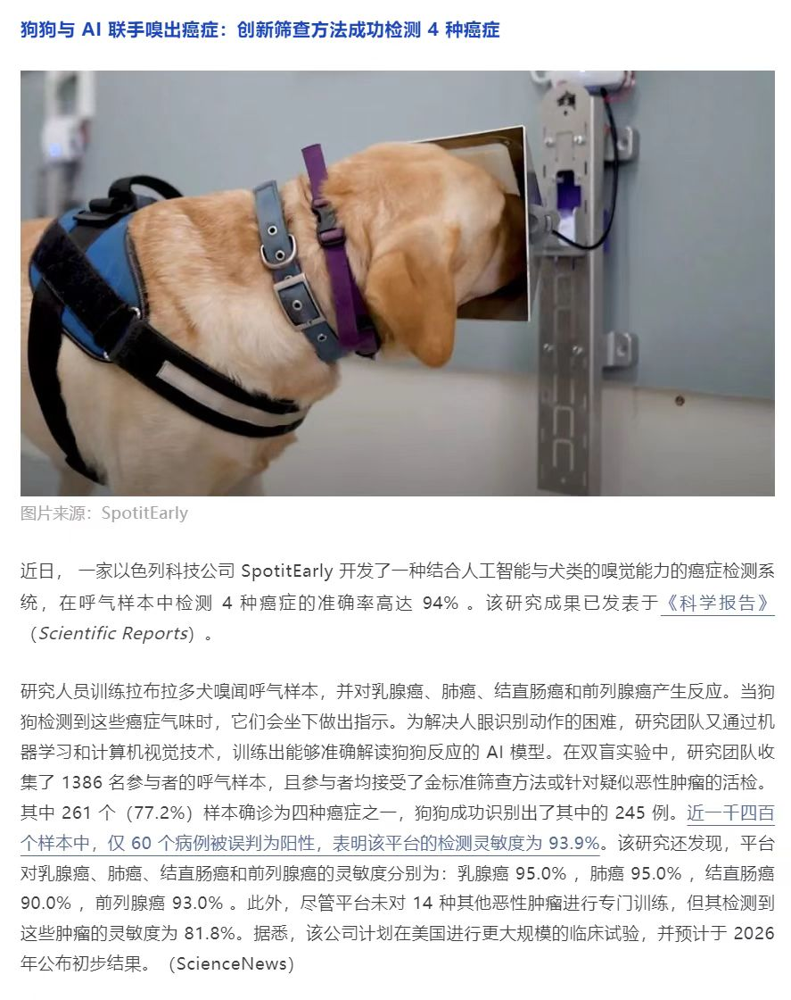 狗狗与 AI 联手嗅出癌症：创新筛查方法成功检测 4 种癌症
图片来源：SpotitEarly
近日， 一家以色列科技公司 SpotitEarly 开发了一种结合人工智能与犬类的嗅觉能力的癌症检测系
统，在呼气样本中检测 4 种癌症的准确率高达 94% 。该研究成果已发表于《科学报告》
（Scientific Reports）。
研究人员训练拉布拉多犬嗅闻呼气样本，并对乳腺癌、肺癌、结直肠癌和前列腺癌产生反应。当狗
狗检测到这些癌症气味时，它们会坐下做出指示。为解决人眼识别动作的困难，研究团队又通过机
器学习和计算机视觉技术，训练出能够准确解读狗狗反应的 AI 模型。在双盲实验中，研究团队收
集了 1386 名参与者的呼气样本，且参与者均接受了金标准筛查方法或针对疑似恶性肿瘤的活检。
其中 261 个（77.2%）样本确诊为四种癌症之一，狗狗成功识别出了其中的 245 例。近一千四百
个样本中，仅 60 个病例被误判为阳性，表明该平台的检测灵敏度为 93.9%。该研究还发现，平台
对乳腺癌、肺癌、结直肠癌和前列腺癌的灵敏度分别为：乳腺癌 95.0% ，肺癌 95.0% ，结直肠癌
90.0% ，前列腺癌 93.0% 。此外，尽管平台未对 14 种其他恶性肿瘤进行专门训练，但其检测到
这些肿瘤的灵敏度为 81.8%。据悉，该公司计划在美国进行更大规模的临床试验，并预计于 2026
年公布初步结果。（ScienceNews）